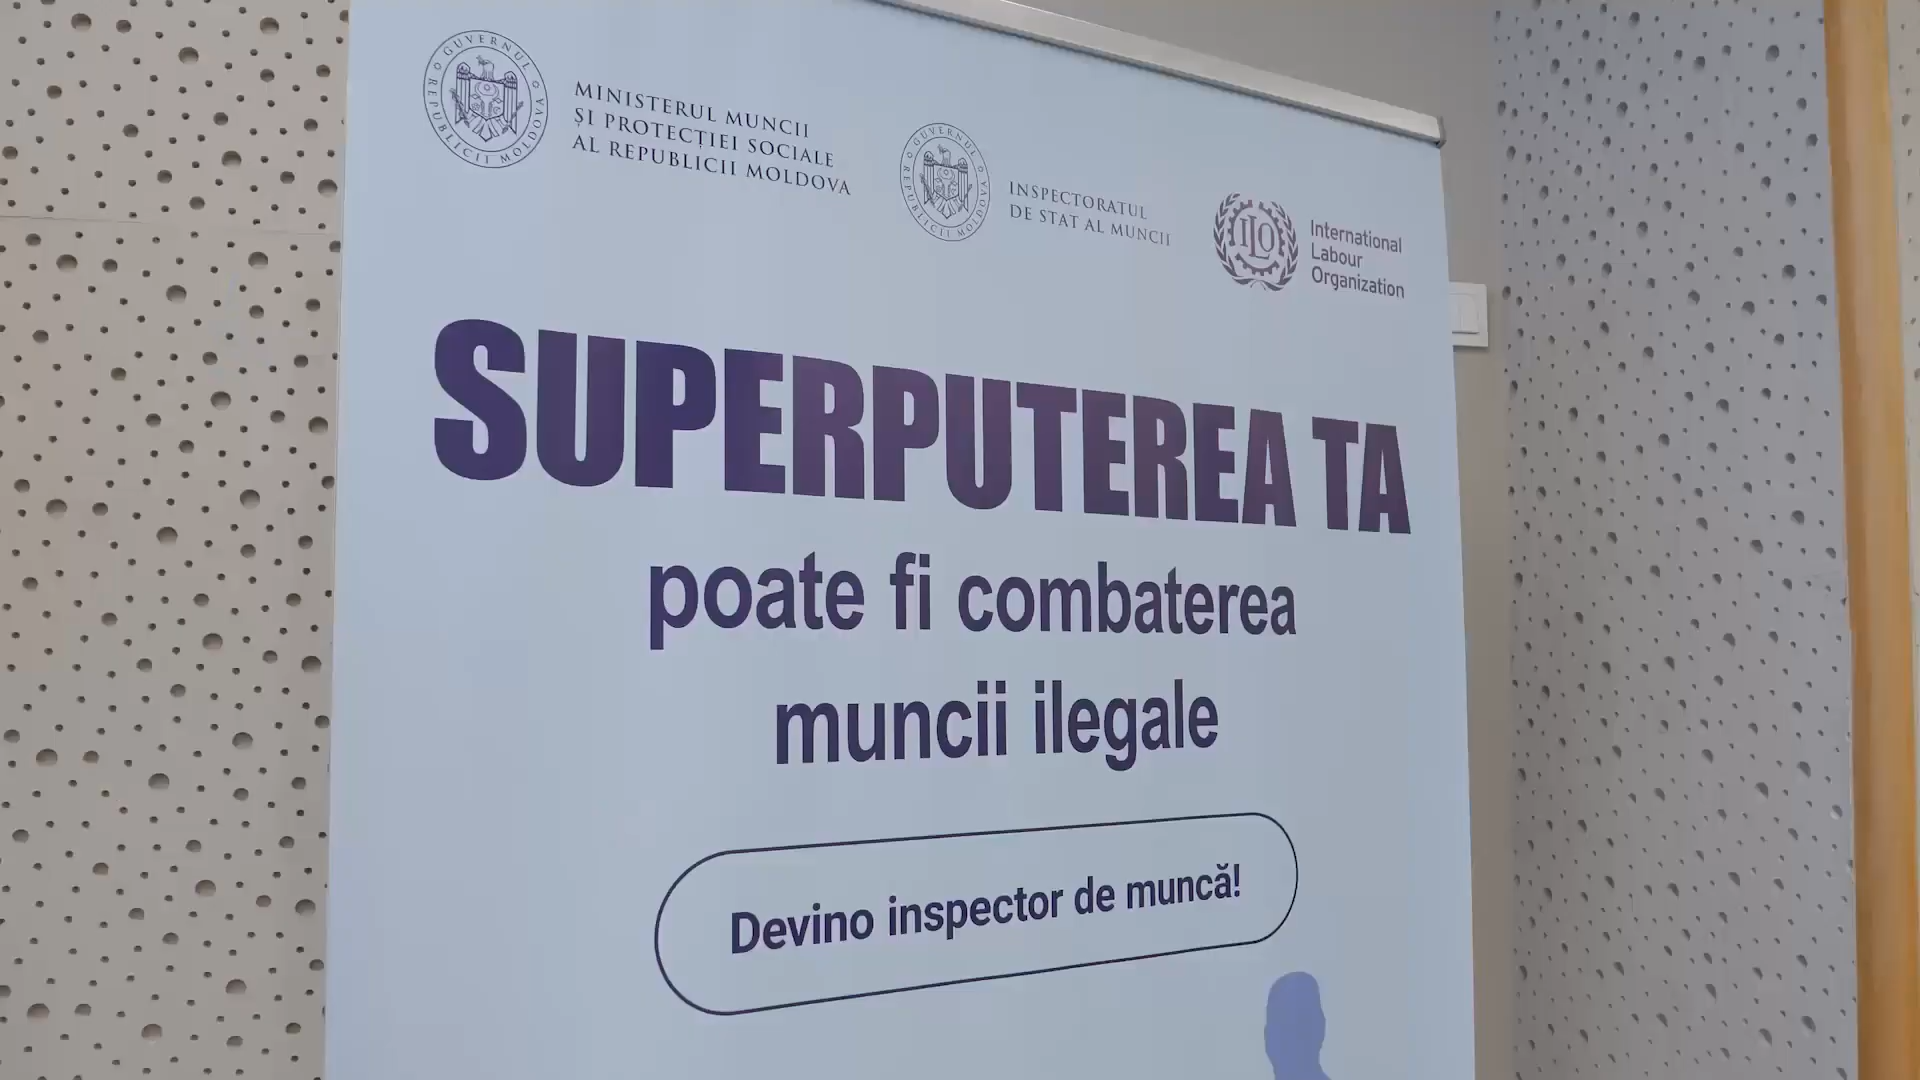 GUVERNUL
REPUBLICII MOLDOVA
MINISTERUL MUNCII
ȘI PROTECȚIEI SOCIALE
AL REPUBLICII MOLDOVA
GUVERNUL
REPUBLICII MOLDOVA
INSPECTORATUL
DE STAT AL MUNCII
ILO
International
Labour
Organization
SUPERPUTEREA TA
poate fi combaterea
muncii ilegale
Devino inspector de muncă!